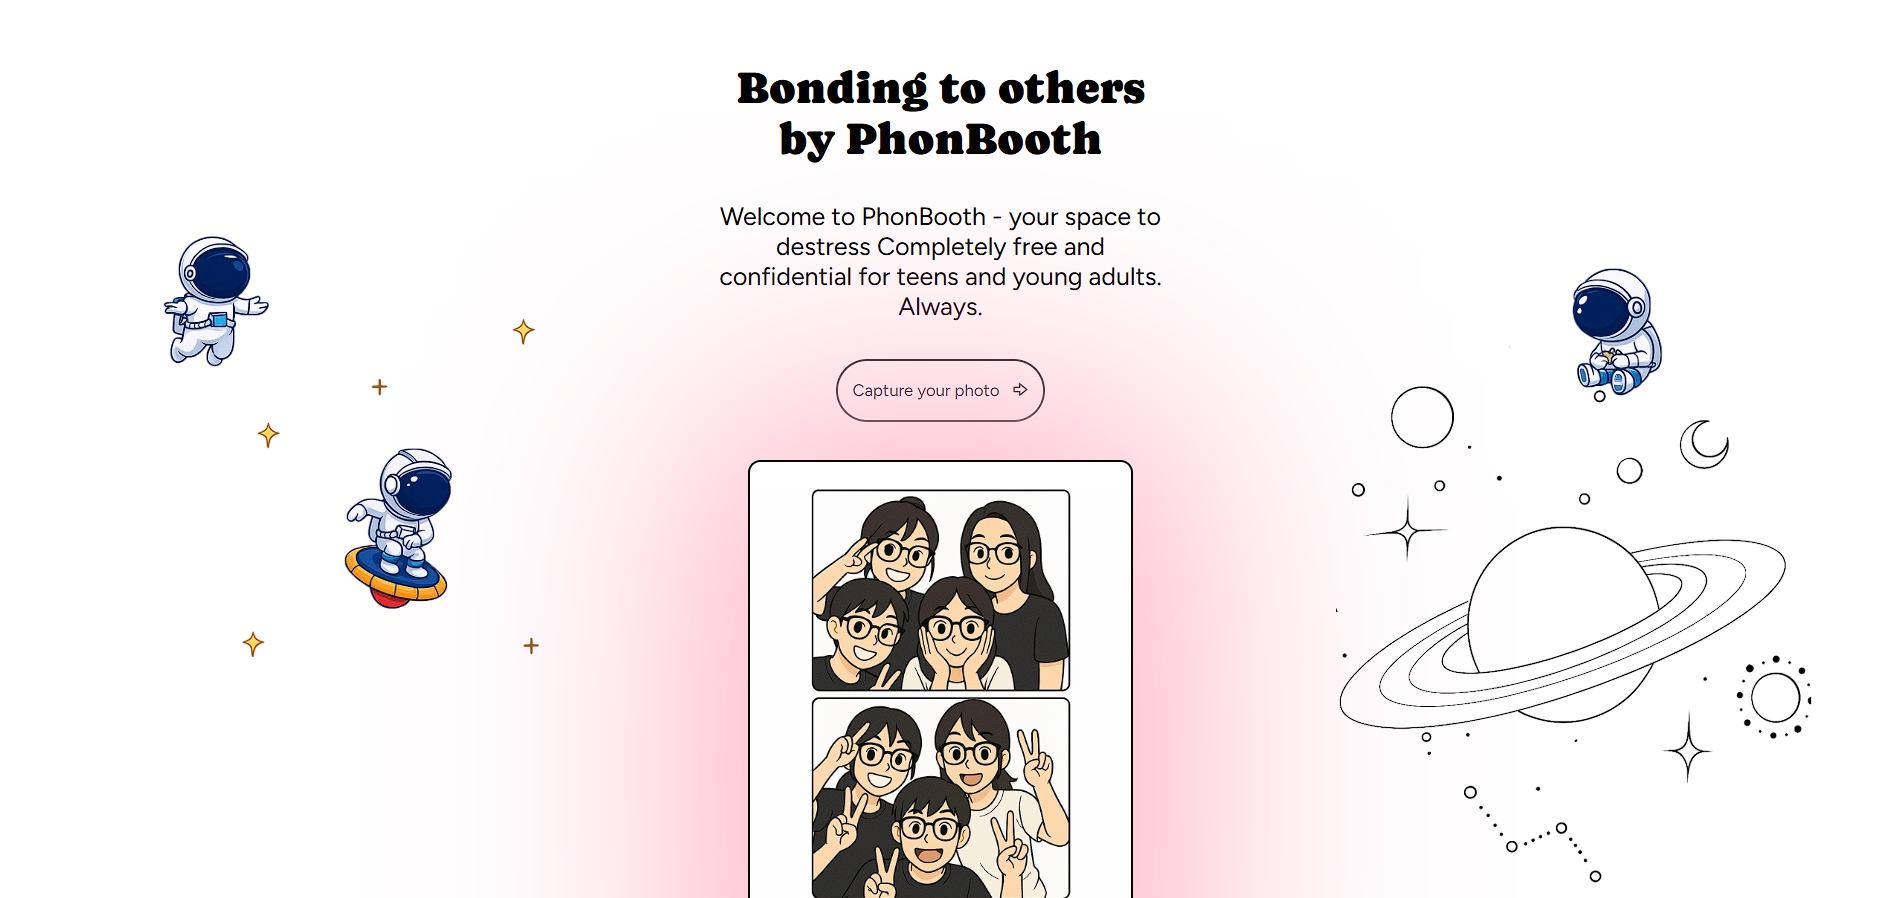 Bonding to others
by PhonBooth
Welcome to PhonBooth - your space to
destress Completely free and
confidential for teens and young adults.
Always.
Capture your photo